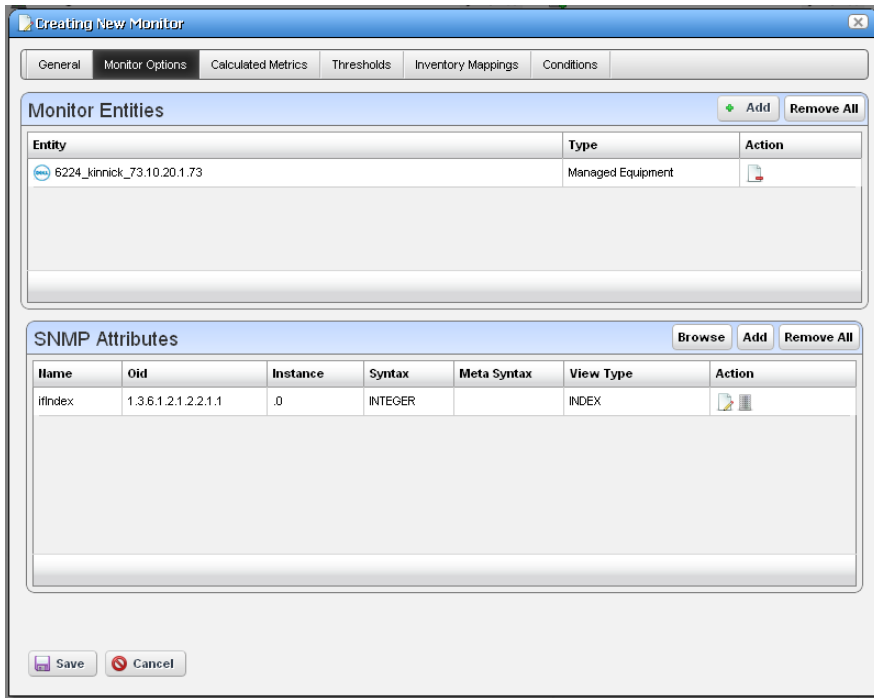 Creating New Monitor
General Monitor Options Calculated Metrics Thresholds Inventory Mappings Conditions
Monitor Entities Add Remove All
Entity Type Action
DELL 6224_kinnick_73.10.20.1.73 Managed Equipment
SNMP Attributes Browse Add Remove All
Name Oid Instance Syntax Meta Syntax View Type Action
ifIndex 1.3.6.1.2.1.2.2.1.1 .0 INTEGER INDEX
Save Cancel